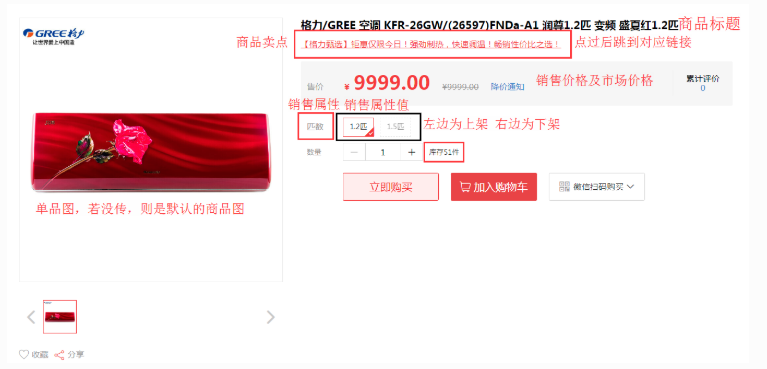 格力/GREE 空调 KFR-26GW/(26597)FNDa-A1 润尊1.2匹 变频 盛夏红1.2匹
商品标题
GREE格力
让世界爱上中国造
商品卖点
【格力甄选】钜惠仅限今日！强劲制热，快速调温！畅销性价比之选！
点过后跳到对应链接
售价
¥ 9999.00
¥9999.00
降价通知
销售价格及市场价格
累计评价
0
销售属性 销售属性值
匹数
1.2匹
1.5匹
左边为上架 右边为下架
数量
− 1 +
库存51件
立即购买
加入购物车
微信扫码购买
单品图，若没传，则是默认的商品图
收藏
分享